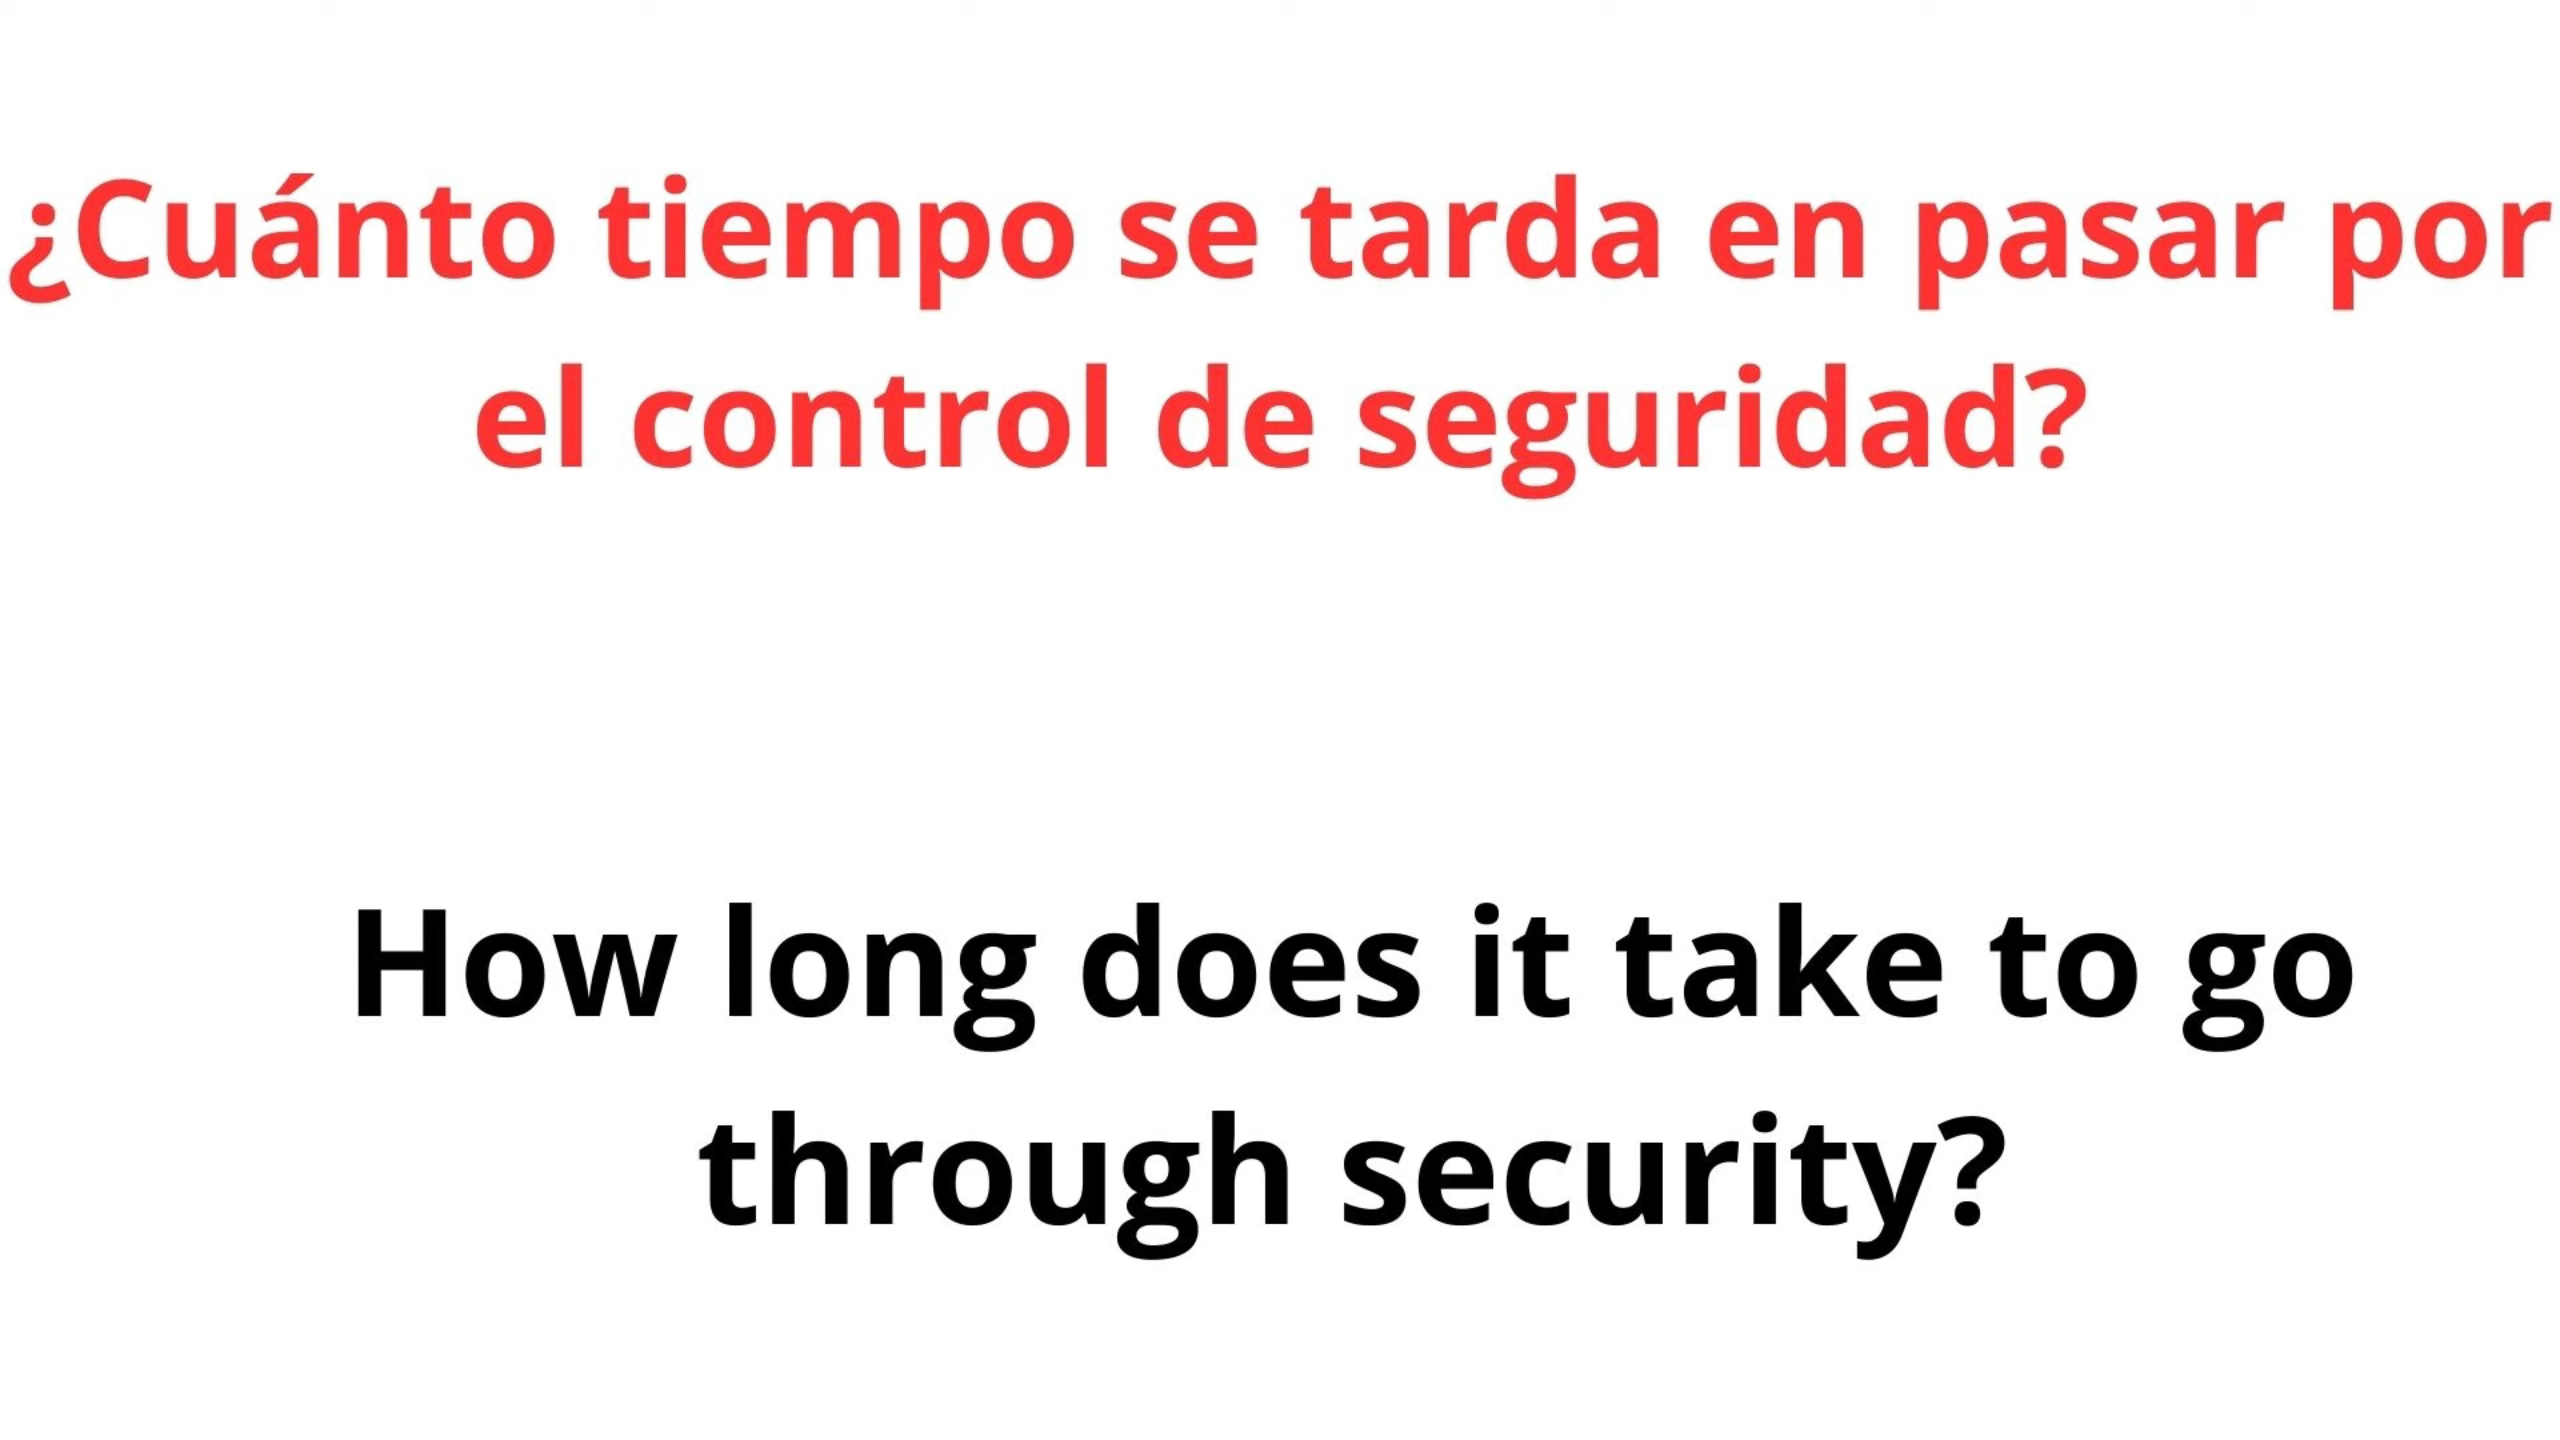 ¿Cuánto tiempo se tarda en pasar por
el control de seguridad?
How long does it take to go
through security?